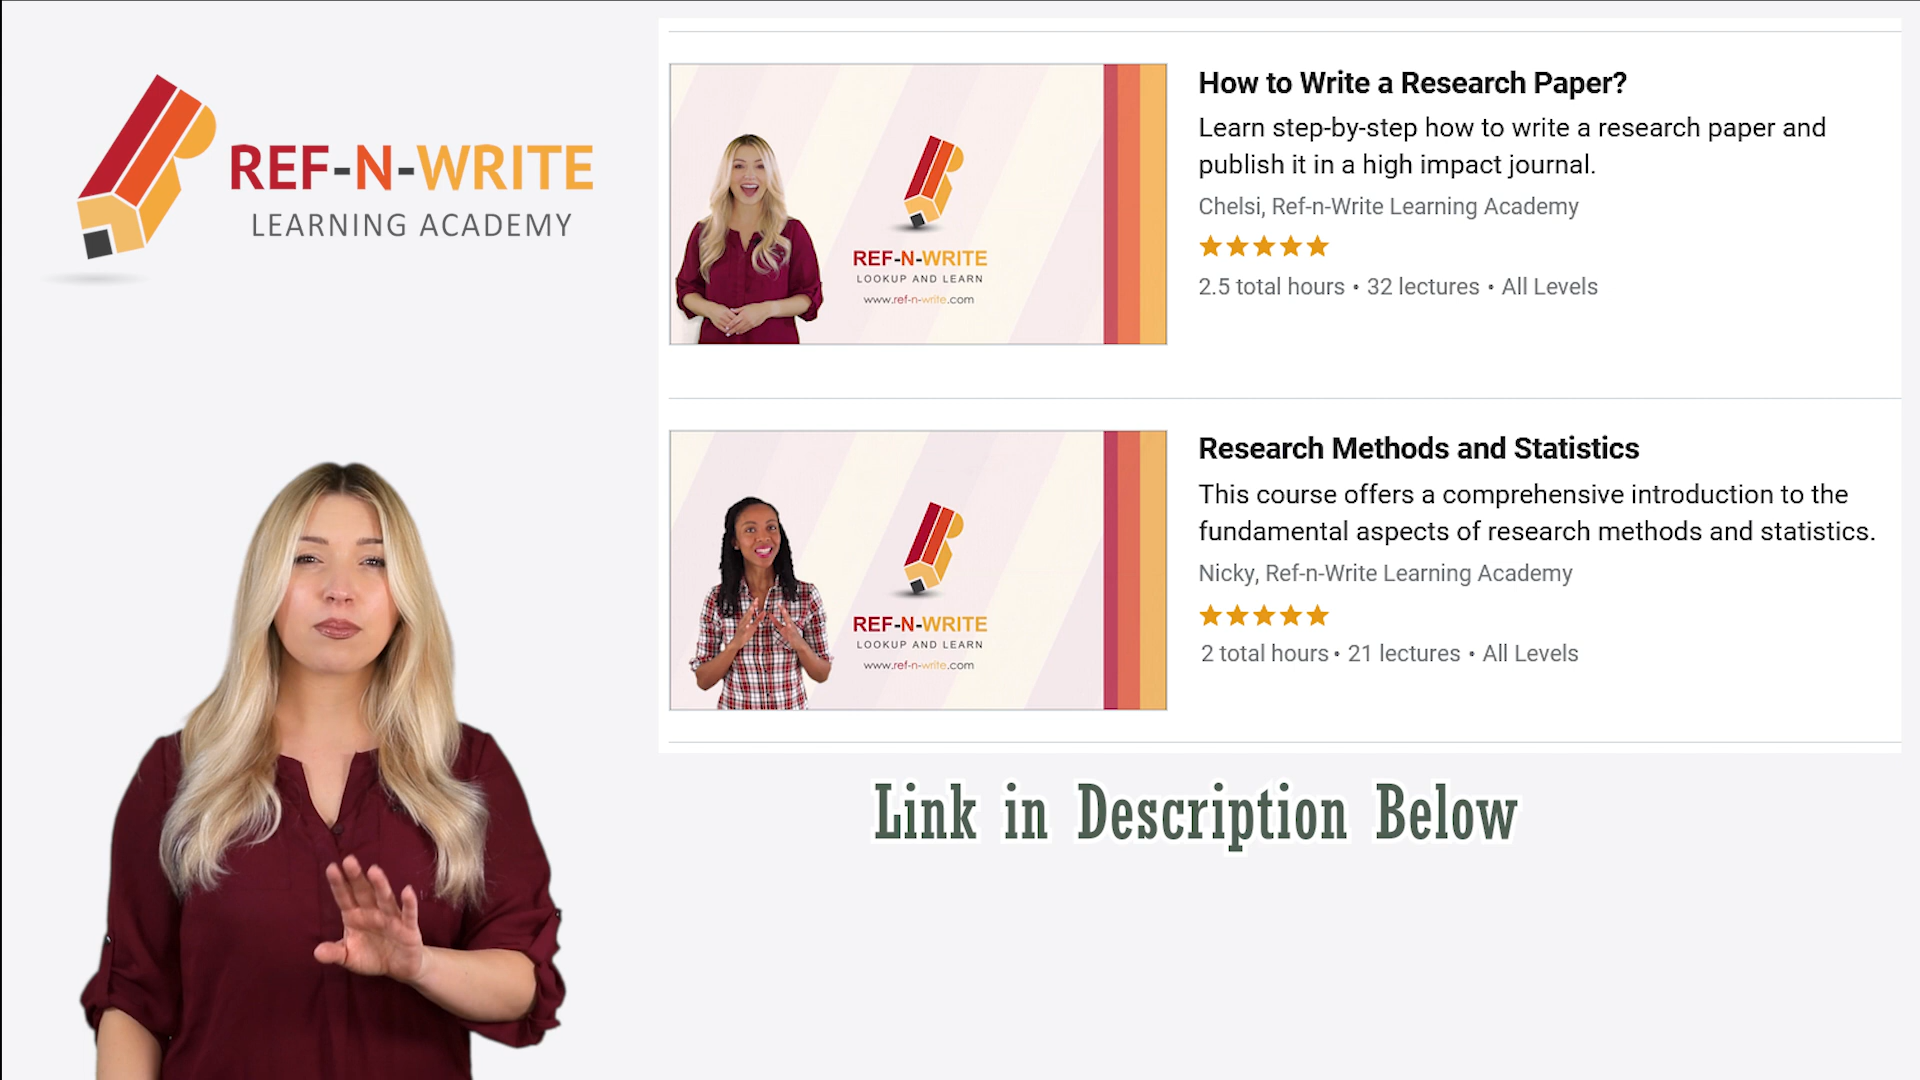 REF-N-WRITE
LEARNING ACADEMY
REF-N-WRITE
LOOKUP AND LEARN
www.ref-n-write.com
How to Write a Research Paper?
Learn step-by-step how to write a research paper and
publish it in a high impact journal.
Chelsi, Ref-n-Write Learning Academy
2.5 total hours • 32 lectures • All Levels
REF-N-WRITE
LOOKUP AND LEARN
www.ref-n-write.com
Research Methods and Statistics
This course offers a comprehensive introduction to the
fundamental aspects of research methods and statistics.
Nicky, Ref-n-Write Learning Academy
2 total hours • 21 lectures • All Levels
Link in Description Below